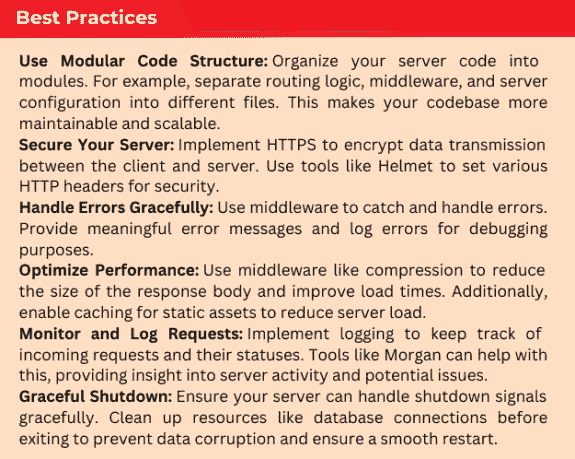 Best Practices
Use Modular Code Structure: Organize your server code into
modules. For example, separate routing logic, middleware, and server
configuration into different files. This makes your codebase more
maintainable and scalable.
Secure Your Server: Implement HTTPS to encrypt data transmission
between the client and server. Use tools like Helmet to set various
HTTP headers for security.
Handle Errors Gracefully: Use middleware to catch and handle errors.
Provide meaningful error messages and log errors for debugging
purposes.
Optimize Performance: Use middleware like compression to reduce
the size of the response body and improve load times. Additionally,
enable caching for static assets to reduce server load.
Monitor and Log Requests: Implement logging to keep track of
incoming requests and their statuses. Tools like Morgan can help with
this, providing insight into server activity and potential issues.
Graceful Shutdown: Ensure your server can handle shutdown signals
gracefully. Clean up resources like database connections before
exiting to prevent data corruption and ensure a smooth restart.